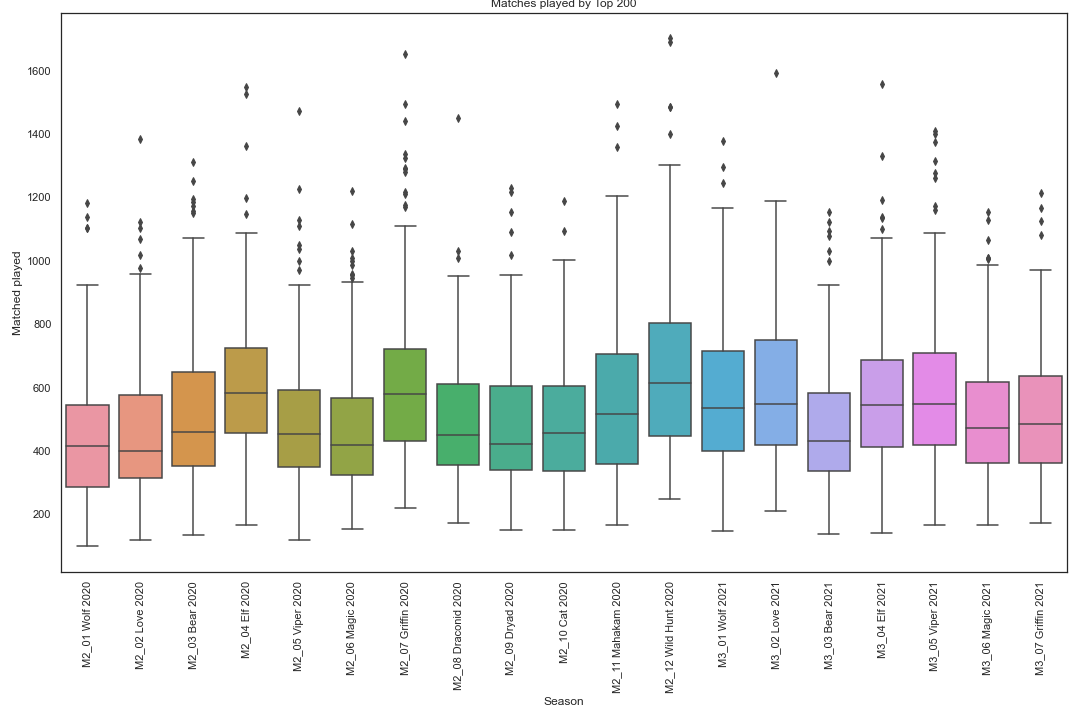 Matches played by Top 200
Matched played
1600
1400
1200
1000
800
600
400
200
M2_01 Wolf 2020
M2_02 Love 2020
M2_03 Bear 2020
M2_04 Elf 2020
M2_05 Viper 2020
M2_06 Magic 2020
M2_07 Griffin 2020
M2_08 Draconid 2020
M2_09 Dryad 2020
M2_10 Cat 2020
M2_11 Mahakam 2020
M2_12 Wild Hunt 2020
M3_01 Wolf 2021
M3_02 Love 2021
M3_03 Bear 2021
M3_04 Elf 2021
M3_05 Viper 2021
M3_06 Magic 2021
M3_07 Griffin 2021
Season